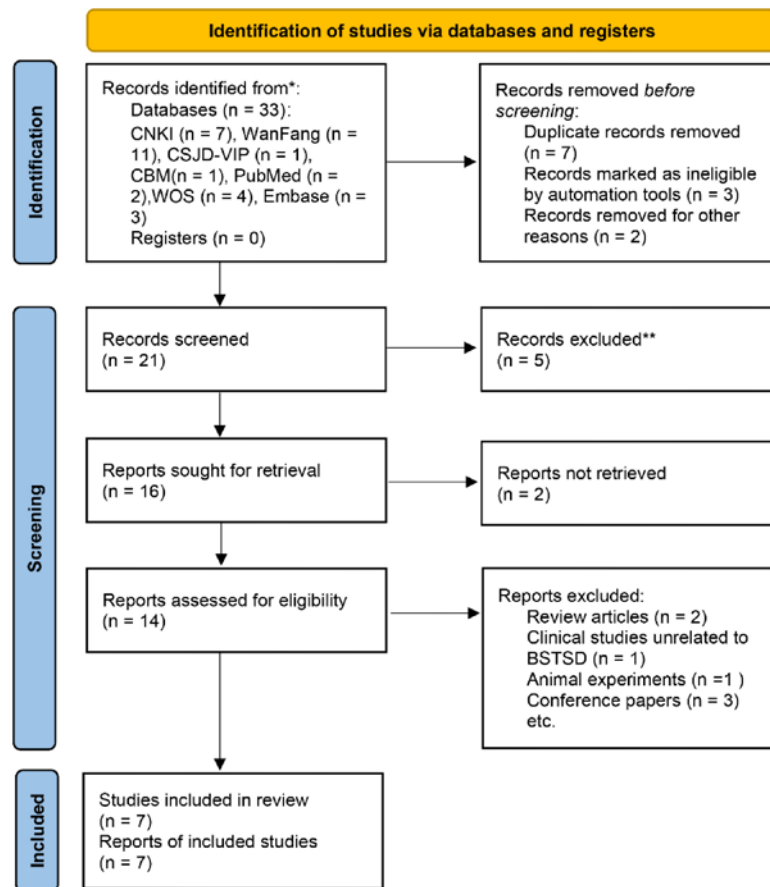 Identification of studies via databases and registers
Identification
Records identified from*:
Databases (n = 33):
CNKI (n = 7), WanFang (n =
11), CSJD-VIP (n = 1),
CBM(n = 1), PubMed (n =
2),WOS (n = 4), Embase (n =
3)
Registers (n = 0)
Records removed before
screening:
Duplicate records removed
(n = 7)
Records marked as ineligible
by automation tools (n = 3)
Records removed for other
reasons (n = 2)
Screening
Records screened
(n = 21)
Records excluded**
(n = 5)
Reports sought for retrieval
(n = 16)
Reports not retrieved
(n = 2)
Reports assessed for eligibility
(n = 14)
Reports excluded:
Review articles (n = 2)
Clinical studies unrelated to
BSTSD (n = 1)
Animal experiments (n =1 )
Conference papers (n = 3)
etc.
Included
Studies included in review
(n = 7)
Reports of included studies
(n = 7)